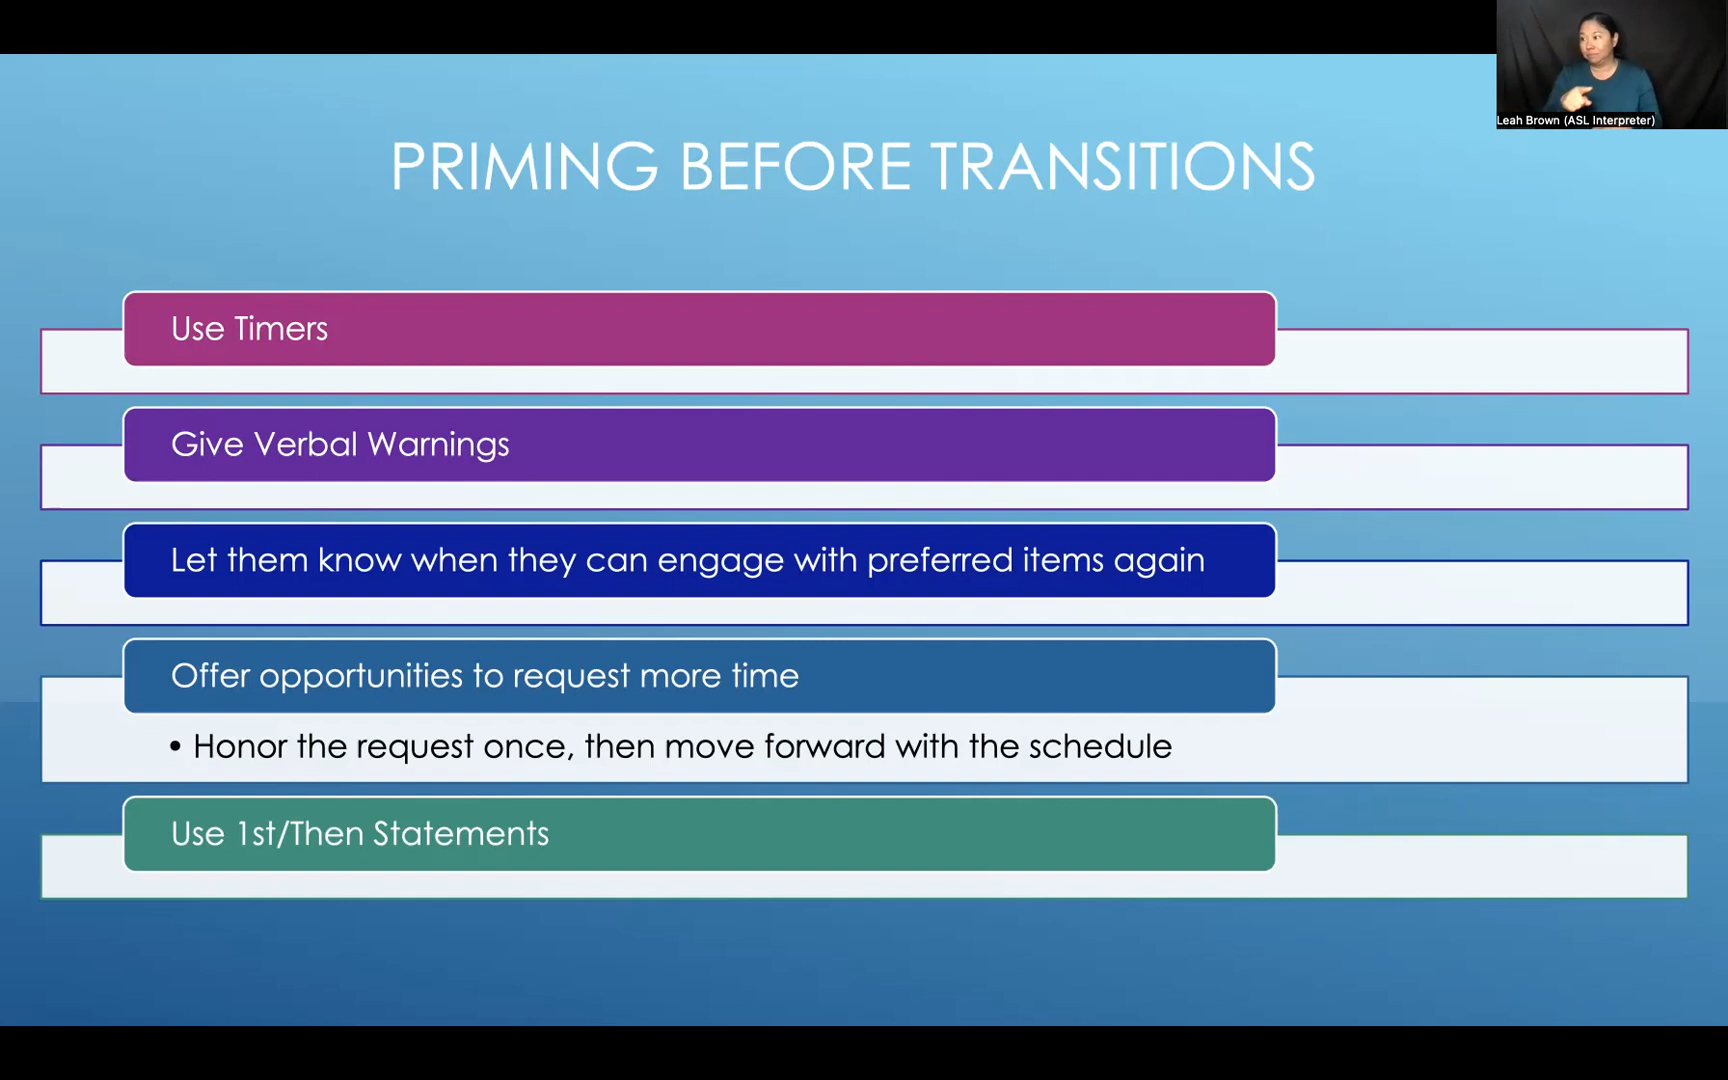 Leah Brown (ASL Interpreter)
PRIMING BEFORE TRANSITIONS
Use Timers
Give Verbal Warnings
Let them know when they can engage with preferred items again
Offer opportunities to request more time
• Honor the request once, then move forward with the schedule
Use 1st/Then Statements